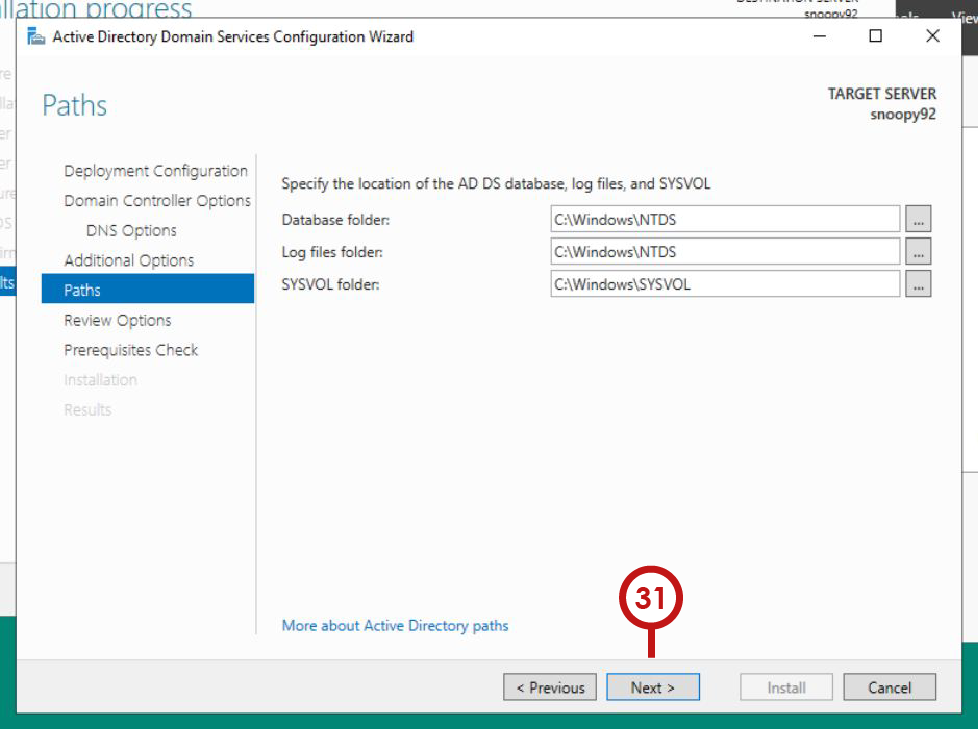 llation progress
snoopy92
View
Active Directory Domain Services Configuration Wizard
Paths
TARGET SERVER
snoopy92
Deployment Configuration
Domain Controller Options
DNS Options
Additional Options
Paths
Review Options
Prerequisites Check
Installation
Results
Specify the location of the AD DS database, log files, and SYSVOL
Database folder:
C:\Windows\NTDS
...
Log files folder:
C:\Windows\NTDS
...
SYSVOL folder:
C:\Windows\SYSVOL
...
More about Active Directory paths
31
< Previous
Next >
Install
Cancel